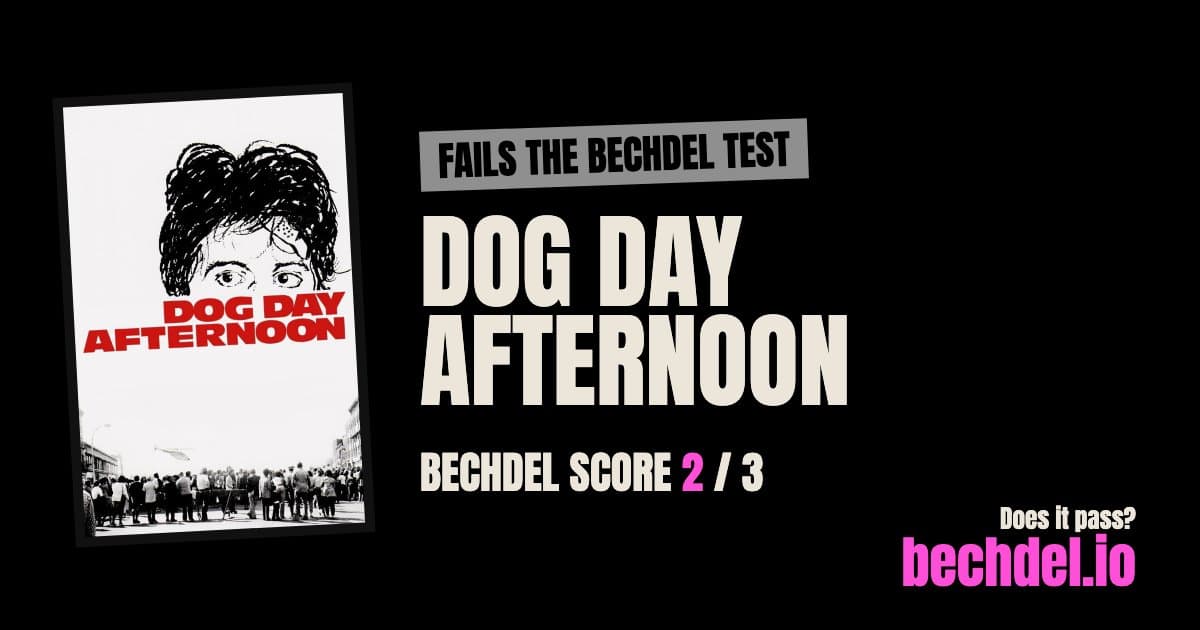 DOG DAY
AFTERNOON
FAILS THE BECHDEL TEST
DOG DAY
AFTERNOON
BECHDEL SCORE 2 / 3
Does it pass?
bechdel.io